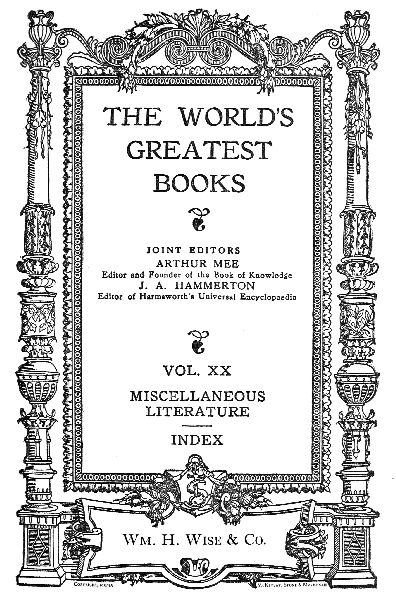 THE WORLD'S
GREATEST
BOOKS
JOINT EDITORS
ARTHUR MEE
Editor and Founder of the Book of Knowledge
J. A. HAMMERTON
Editor of Harmsworth's Universal Encyclopaedia
VOL. XX
MISCELLANEOUS
LITERATURE
INDEX
WM. H. WISE & CO.
COPYRIGHT,